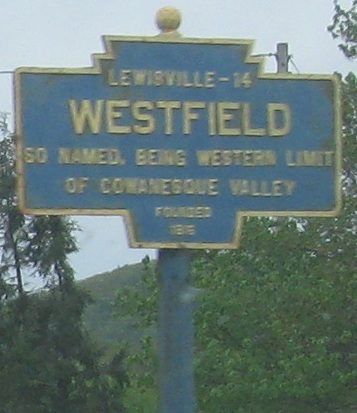 LEWISVILLE - 14
WESTFIELD
SO NAMED, BEING WESTERN LIMIT
OF COWANESQUE VALLEY
FOUNDED